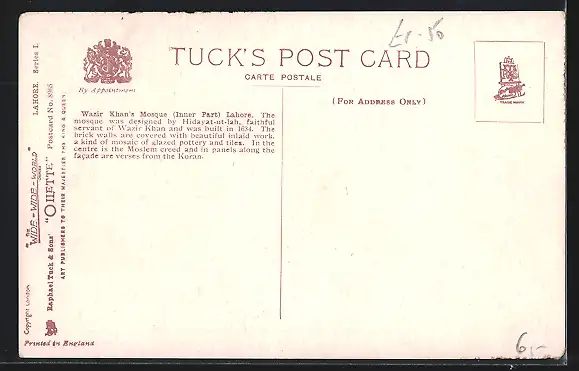 TUCK'S POST CARD
CARTE POSTALE
By Appointment
(FOR ADDRESS ONLY)
TRADE MARK
Wazir Khan's Mosque (Inner Part) Lahore. The
mosque was designed by Hidayat-ut-lah, faithful
servant of Wazir Khan and was built in 1634. The
brick walls are covered with beautiful inlaid work,
a kind of mosaic of glazed pottery and tiles. In the
centre is the Moslem creed and in panels along the
façade are verses from the Koran.
"WIDE-WIDE-WORLD"
LAHORE, Series I.
Raphael Tuck & Sons' "OILETTE" Postcard No. 8965
ART PUBLISHERS TO THEIR MAJESTIES THE KING & QUEEN.
Copyright London
Printed in England